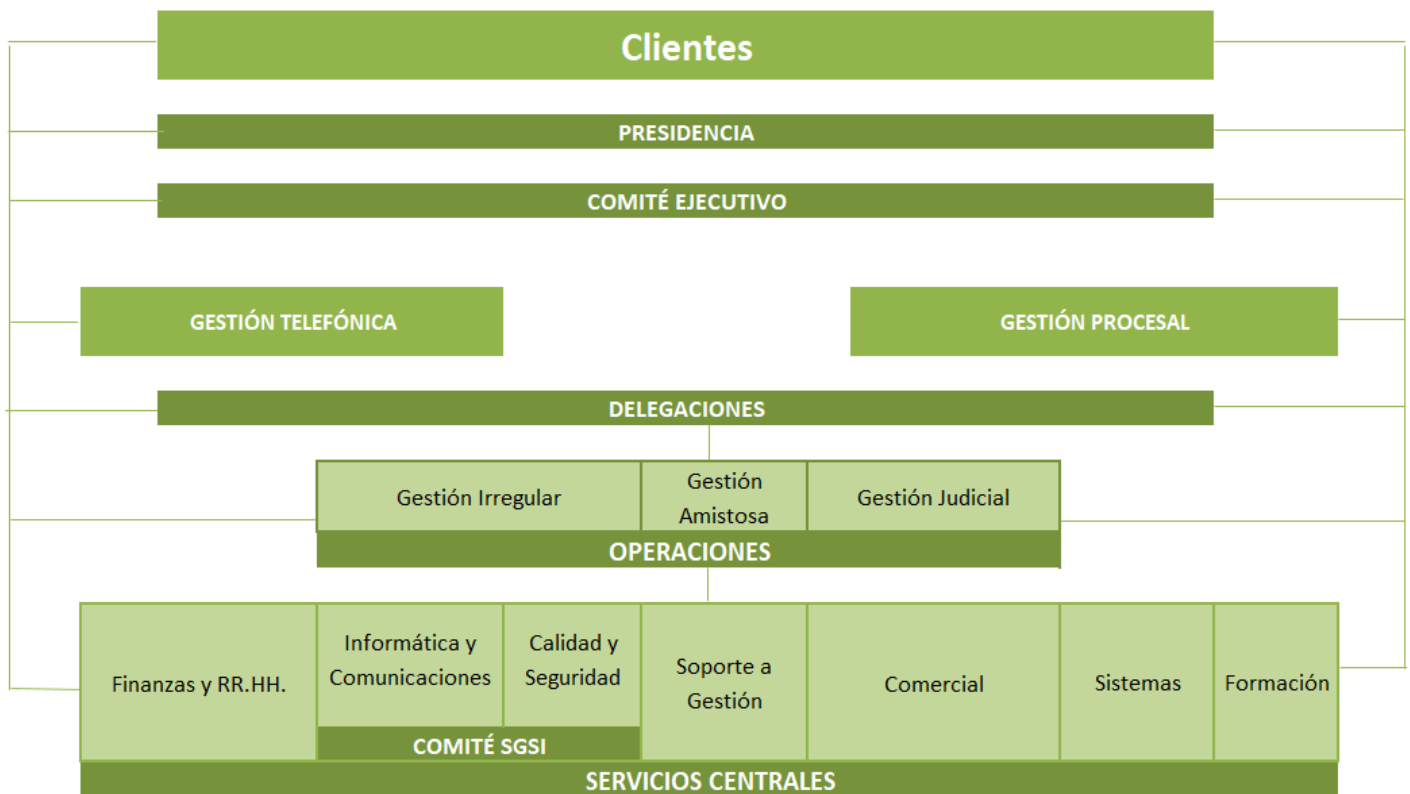 Clientes
PRESIDENCIA
COMITÉ EJECUTIVO
GESTIÓN TELEFÓNICA
GESTIÓN PROCESAL
DELEGACIONES
Gestión Irregular
Gestión
Amistosa
Gestión Judicial
OPERACIONES
Finanzas y RR.HH.
Informática y
Comunicaciones
Calidad y
Seguridad
Soporte a
Gestión
Comercial
Sistemas
Formación
COMITÉ SGSI
SERVICIOS CENTRALES